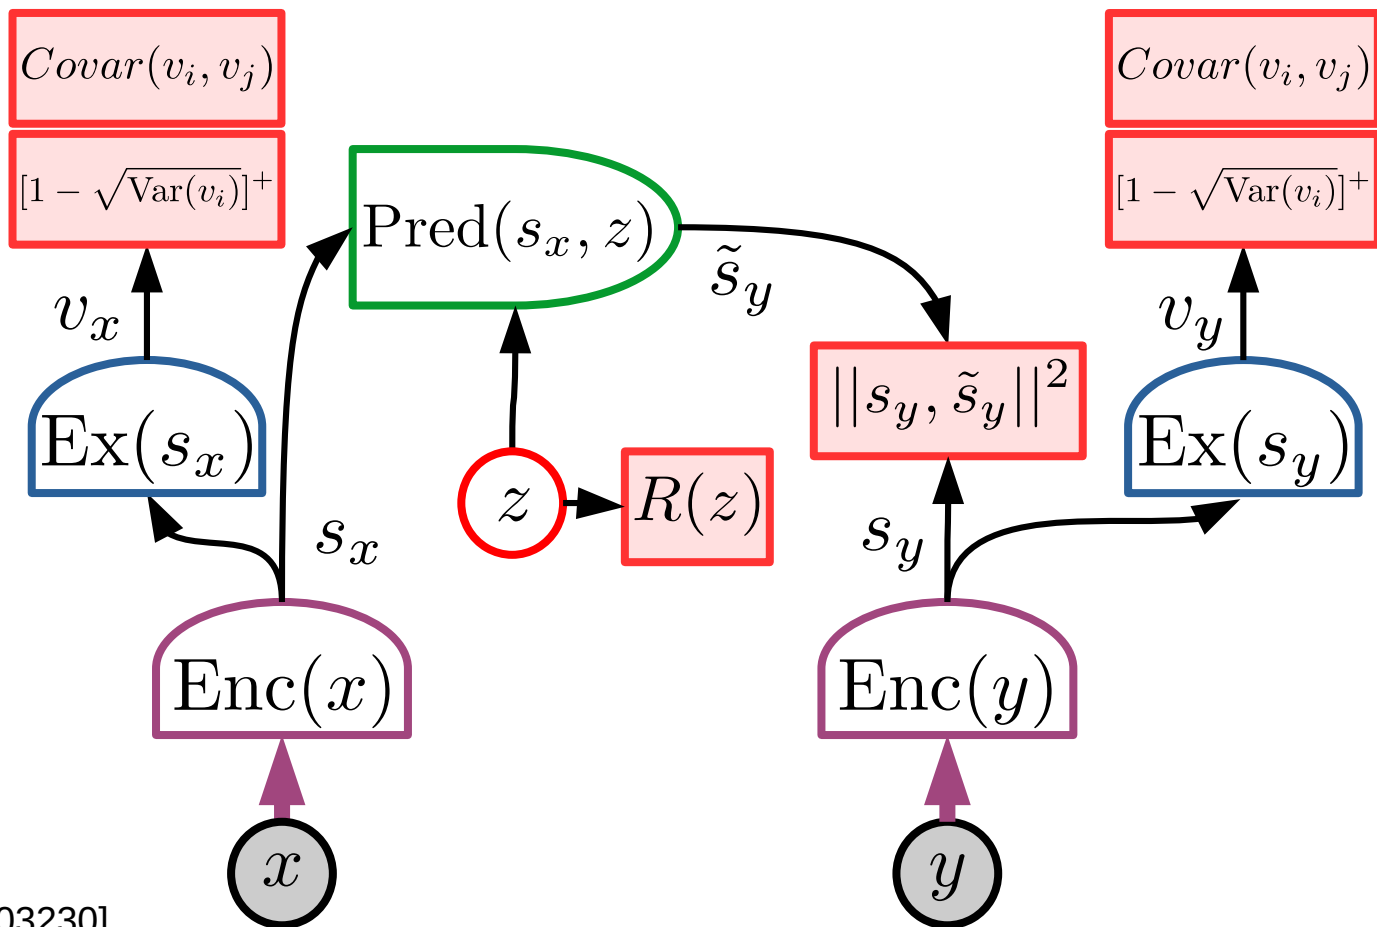 Covar(v_i, v_j)
[1 − √Var(v_i)]^+
v_x
Ex(s_x)
Pred(s_x, z)
s̃_y
z
R(z)
s_x
Enc(x)
x
||s_y, s̃_y||^2
s_y
Enc(y)
y
Covar(v_i, v_j)
[1 − √Var(v_i)]^+
v_y
Ex(s_y)
03230]